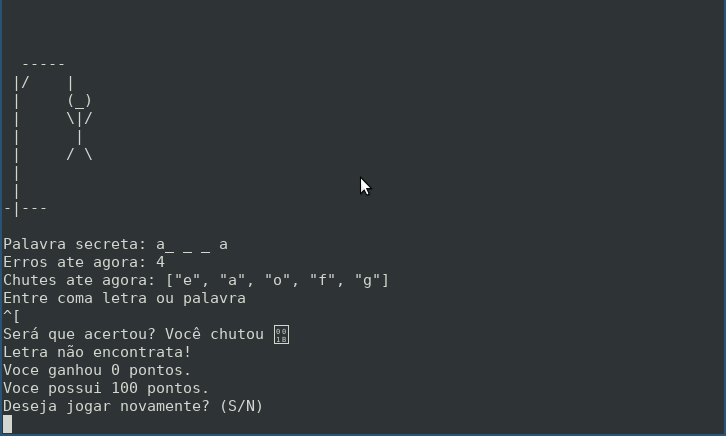 -----
 |/    |
 |     (_)
 |     \|/
 |      |
 |     / \
 |
 |
-|---
Palavra secreta: a_ _ _ a
Erros ate agora: 4
Chutes ate agora: ["e", "a", "o", "f", "g"]
Entre coma letra ou palavra
^[
Será que acertou? Você chutou 001B
Letra não encontrata!
Voce ganhou 0 pontos.
Voce possui 100 pontos.
Deseja jogar novamente? (S/N)